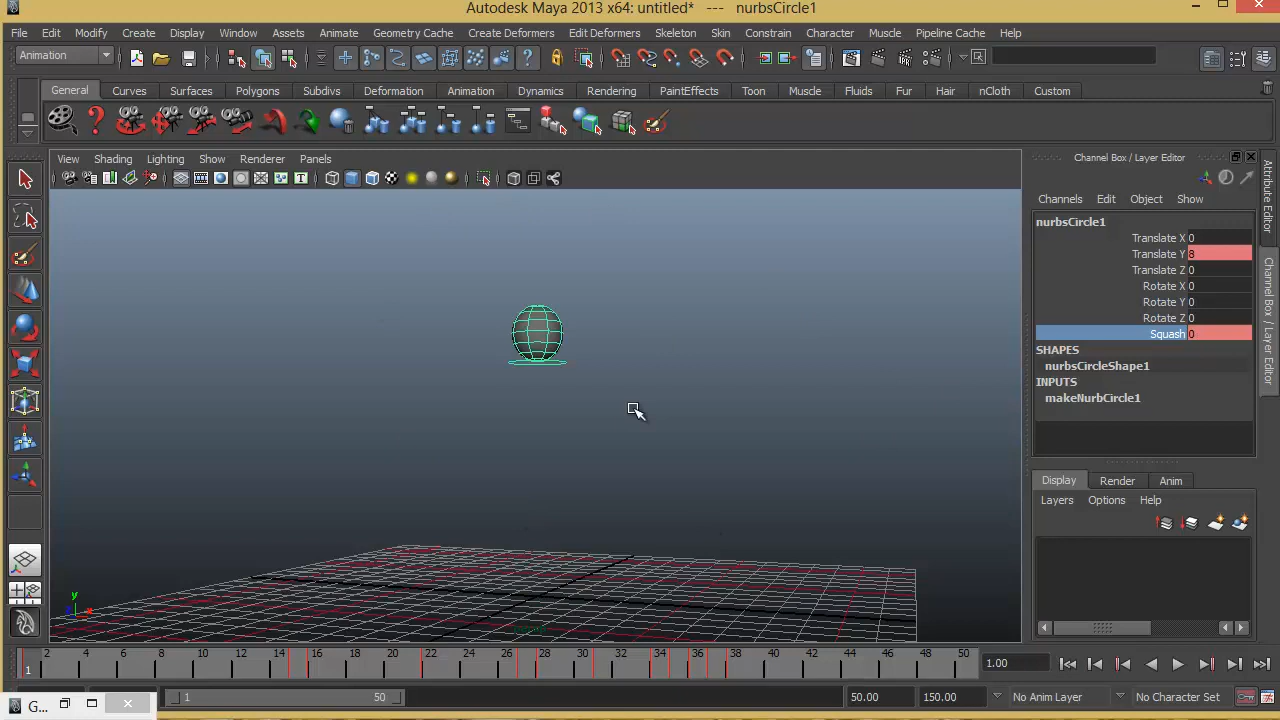 Autodesk Maya 2013 x64: untitled* --- nurbsCircle1
File Edit Modify Create Display Window Assets Animate Geometry Cache Create Deformers Edit Deformers Skeleton Skin Constrain Character Muscle Pipeline Cache Help
Animation
General Curves Surfaces Polygons Subdivs Deformation Animation Dynamics Rendering PaintEffects Toon Muscle Fluids Fur Hair nCloth Custom
View Shading Lighting Show Renderer Panels
Channel Box / Layer Editor
Channels Edit Object Show
nurbsCircle1
Translate X 0
Translate Y 8
Translate Z 0
Rotate X 0
Rotate Y 0
Rotate Z 0
Squash 0
SHAPES
nurbsCircleShape1
INPUTS
makeNurbCircle1
Display Render Anim
Layers Options Help
Attribute Editor
Channel Box / Layer Editor
y
x
2 4 6 8 10 12 14 16 18 20 22 24 26 28 30 32 34 36 38 40 42 44 46 48 50
1
1.00
G...
1 50
50.00 150.00 No Anim Layer No Character Set